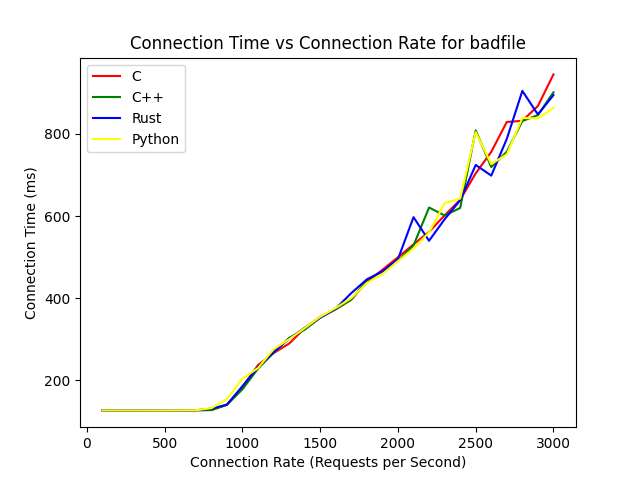 Connection Time vs Connection Rate for badfile
C
C++
Rust
Python
Connection Time (ms)
800
600
400
200
0
500
1000
1500
2000
2500
3000
Connection Rate (Requests per Second)